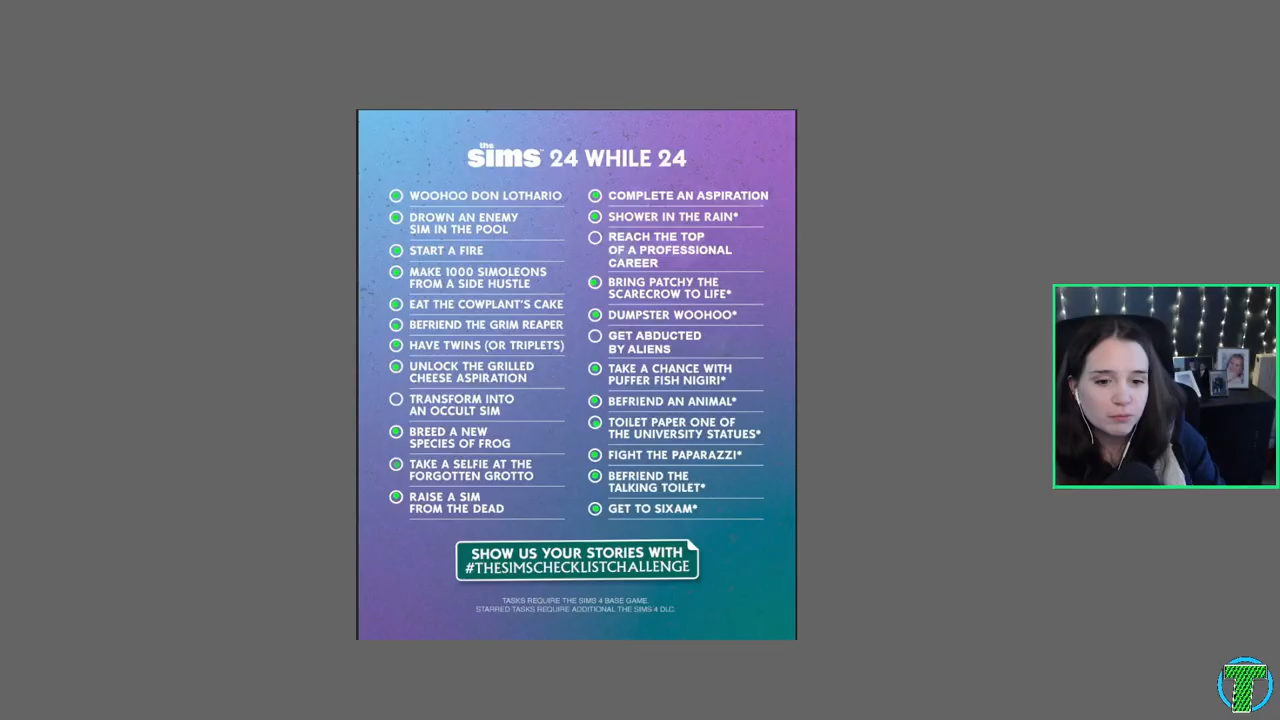 the
sims 24 WHILE 24
WOOHOO DON LOTHARIO
DROWN AN ENEMY
SIM IN THE POOL
START A FIRE
MAKE 1000 SIMOLEONS
FROM A SIDE HUSTLE
EAT THE COWPLANT'S CAKE
BEFRIEND THE GRIM REAPER
HAVE TWINS (OR TRIPLETS)
UNLOCK THE GRILLED
CHEESE ASPIRATION
TRANSFORM INTO
AN OCCULT SIM
BREED A NEW
SPECIES OF FROG
TAKE A SELFIE AT THE
FORGOTTEN GROTTO
RAISE A SIM
FROM THE DEAD
COMPLETE AN ASPIRATION
SHOWER IN THE RAIN*
REACH THE TOP
OF A PROFESSIONAL
CAREER
BRING PATCHY THE
SCARECROW TO LIFE*
DUMPSTER WOOHOO*
GET ABDUCTED
BY ALIENS
TAKE A CHANCE WITH
PUFFER FISH NIGIRI*
BEFRIEND AN ANIMAL*
TOILET PAPER ONE OF
THE UNIVERSITY STATUES*
FIGHT THE PAPARAZZI*
BEFRIEND THE
TALKING TOILET*
GET TO SIXAM*
SHOW US YOUR STORIES WITH
#THESIMSCHECKLISTCHALLENGE
TASKS REQUIRE THE SIMS 4 BASE GAME.
STARRED TASKS REQUIRE ADDITIONAL THE SIMS 4 DLC.
T